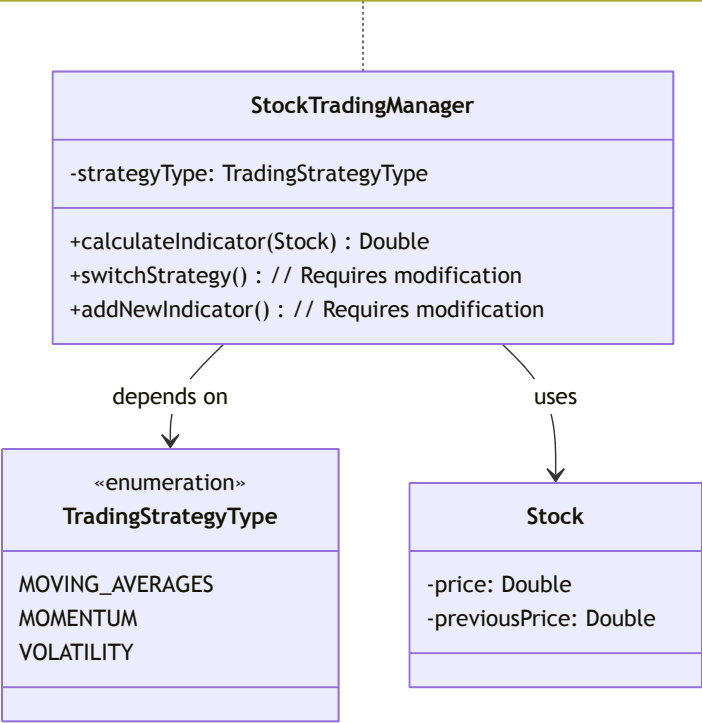 StockTradingManager
-strategyType: TradingStrategyType
+calculateIndicator(Stock) : Double
+switchStrategy() : // Requires modification
+addNewIndicator() : // Requires modification
depends on
uses
«enumeration»
TradingStrategyType
MOVING_AVERAGES
MOMENTUM
VOLATILITY
Stock
-price: Double
-previousPrice: Double